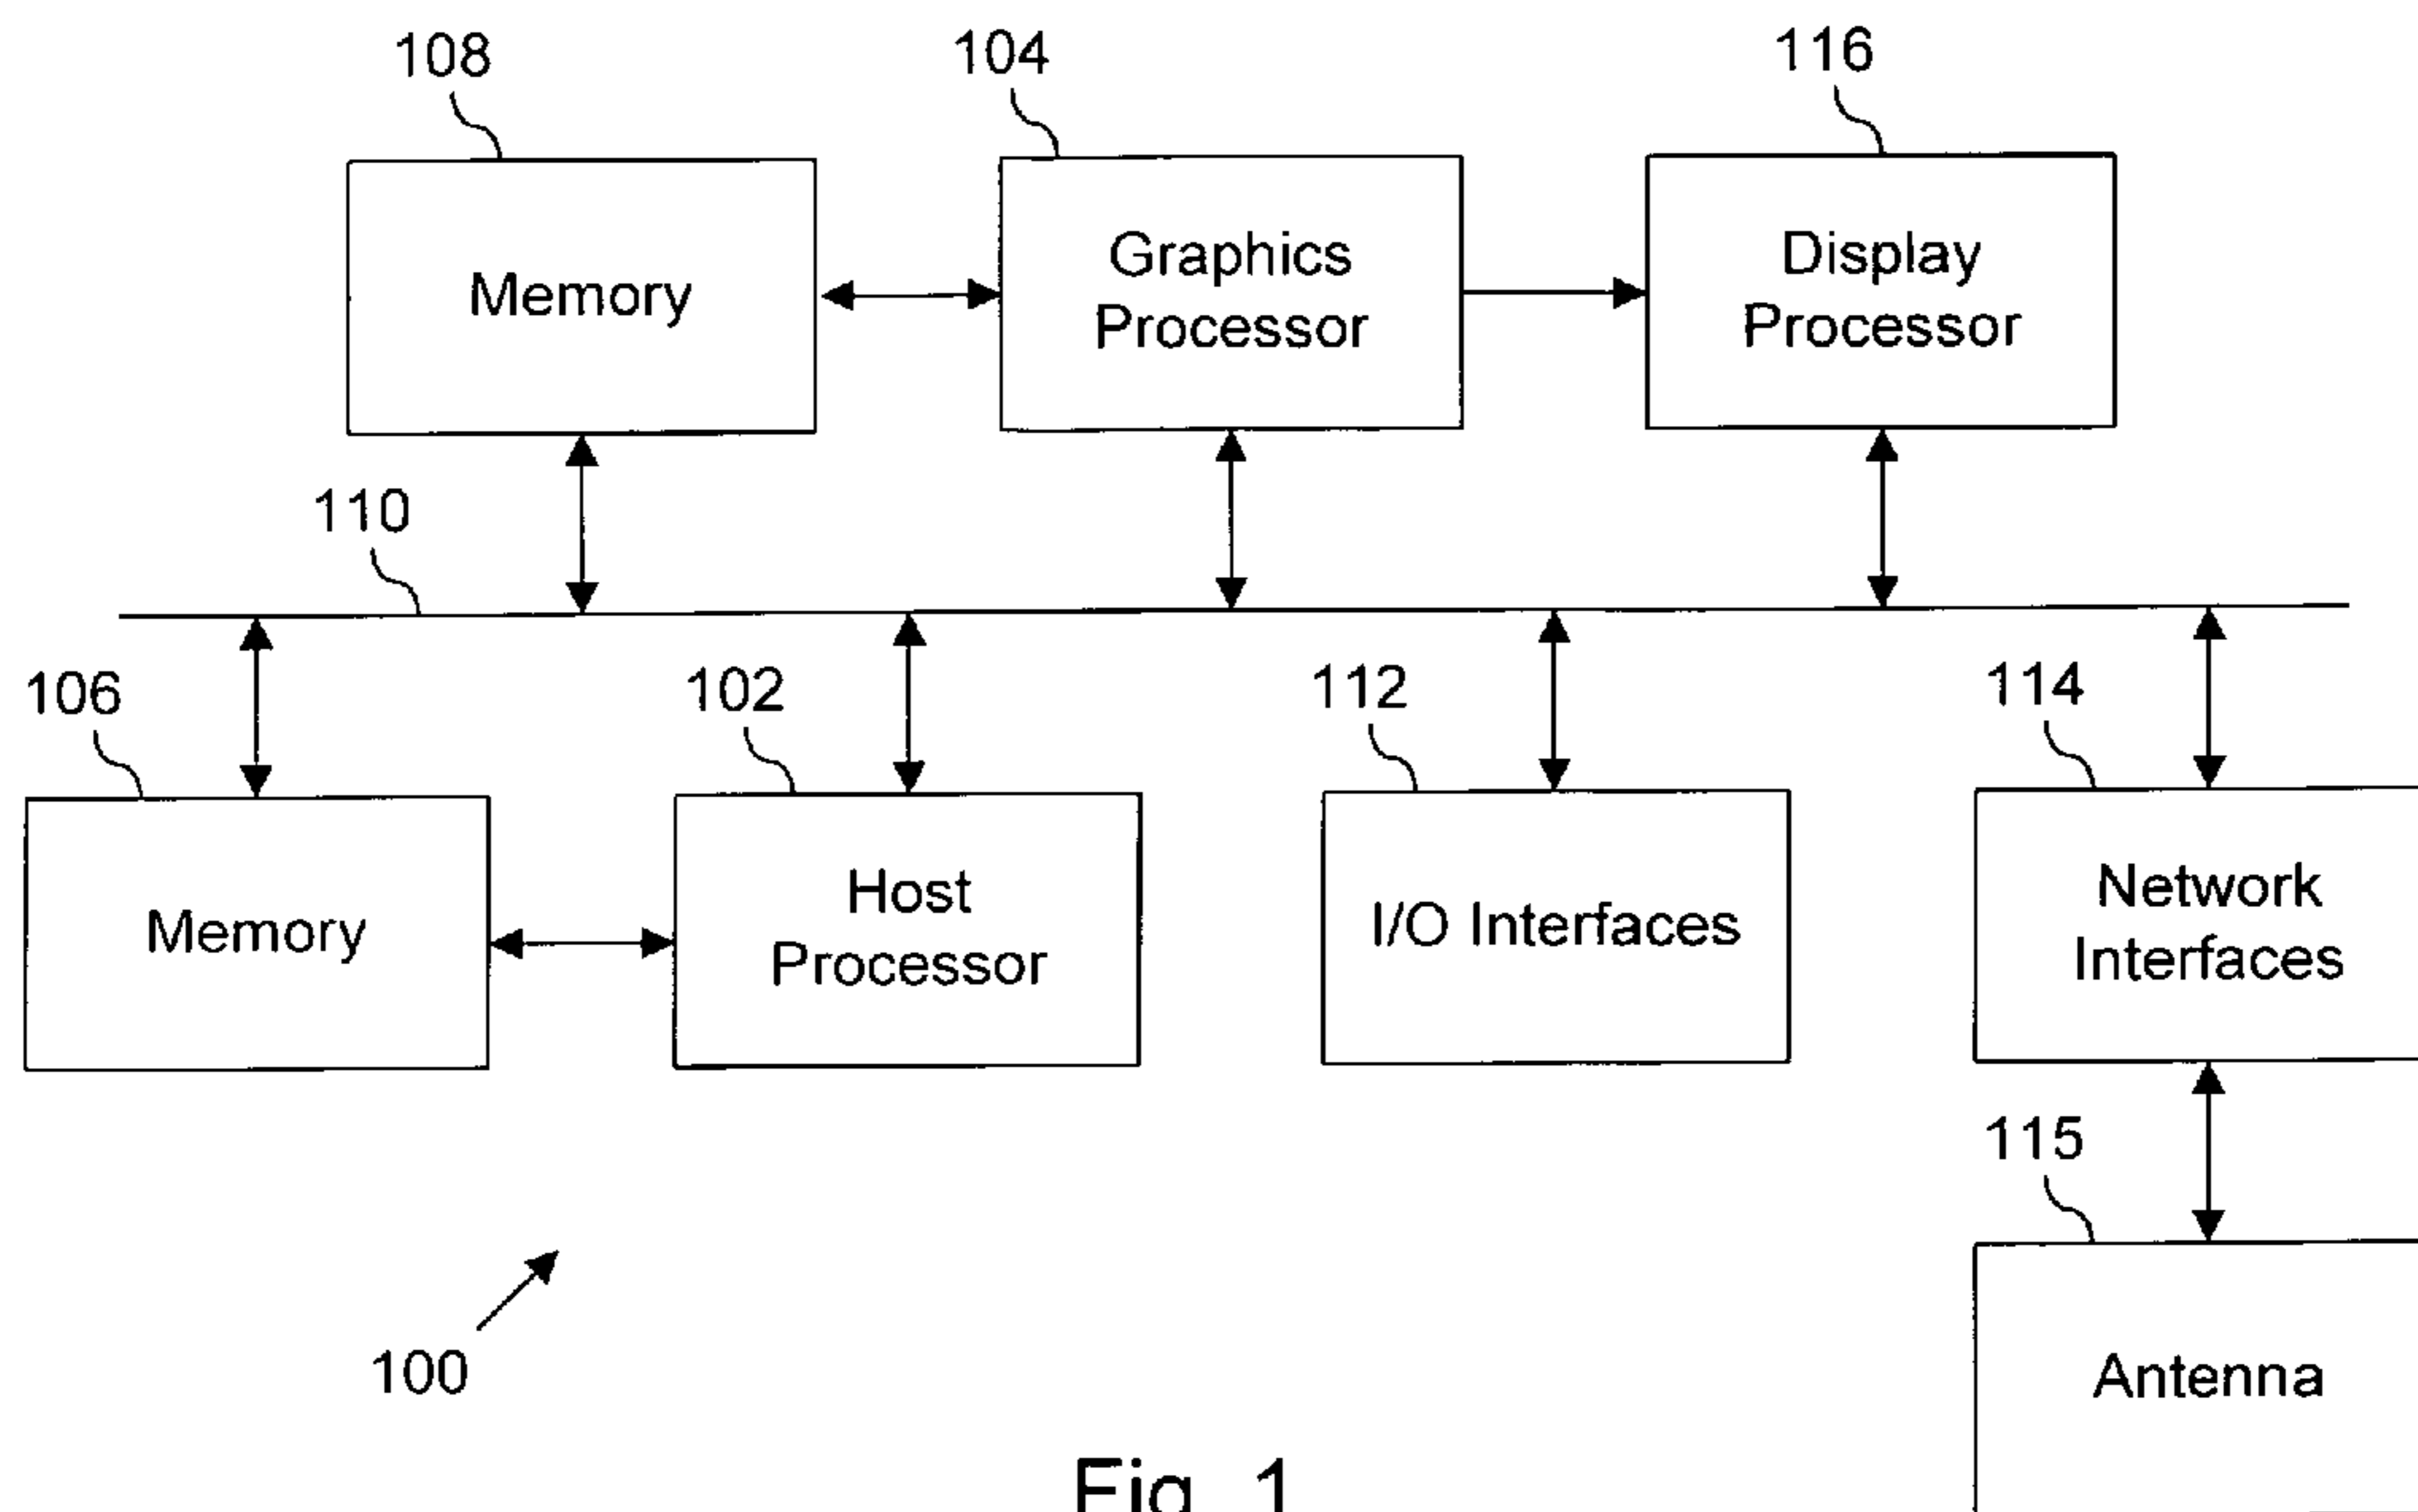 108
104
116
Memory
Graphics
Processor
Display
Processor
110
106
102
112
114
Memory
Host
Processor
I/O Interfaces
Network
Interfaces
115
100
Antenna
Fig. 1